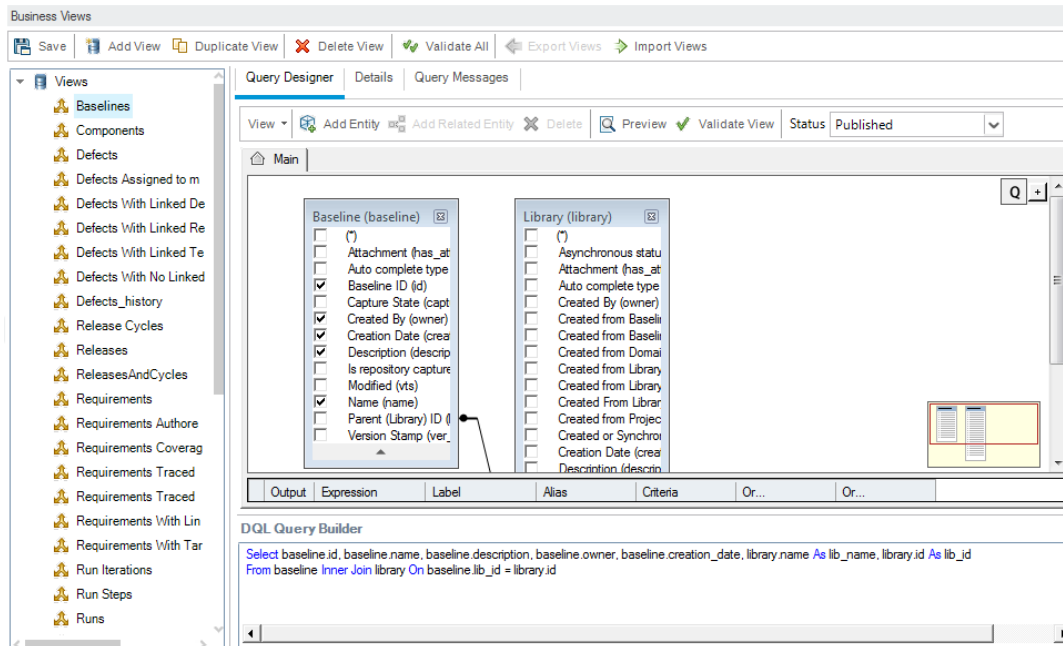 Business Views
Save Add View Duplicate View Delete View Validate All Export Views Import Views
Views
Baselines
Components
Defects
Defects Assigned to m
Defects With Linked De
Defects With Linked Re
Defects With Linked Te
Defects With No Linked
Defects_history
Release Cycles
Releases
ReleasesAndCycles
Requirements
Requirements Authore
Requirements Coverag
Requirements Traced
Requirements Traced
Requirements With Lin
Requirements With Tar
Run Iterations
Run Steps
Runs
Query Designer Details Query Messages
View Add Entity Add Related Entity Delete Preview Validate View Status Published
Main
Q +
Baseline (baseline)
(*)
Attachment (has_at
Auto complete type
Baseline ID (id)
Capture State (capt
Created By (owner)
Creation Date (crea
Description (descrip
Is repository capture
Modified (vts)
Name (name)
Parent (Library) ID (
Version Stamp (ver_
Library (library)
(*)
Asynchronous statu
Attachment (has_at
Auto complete type
Created By (owner)
Created from Baselin
Created from Baselin
Created from Domai
Created from Library
Created from Library
Created From Librar
Created from Projec
Created or Synchro
Creation Date (crea
Description (descrip
Output Expression Label Alias Criteria Or... Or...
DQL Query Builder
Select baseline.id, baseline.name, baseline.description, baseline.owner, baseline.creation_date, library.name As lib_name, library.id As lib_id
From baseline Inner Join library On baseline.lib_id = library.id